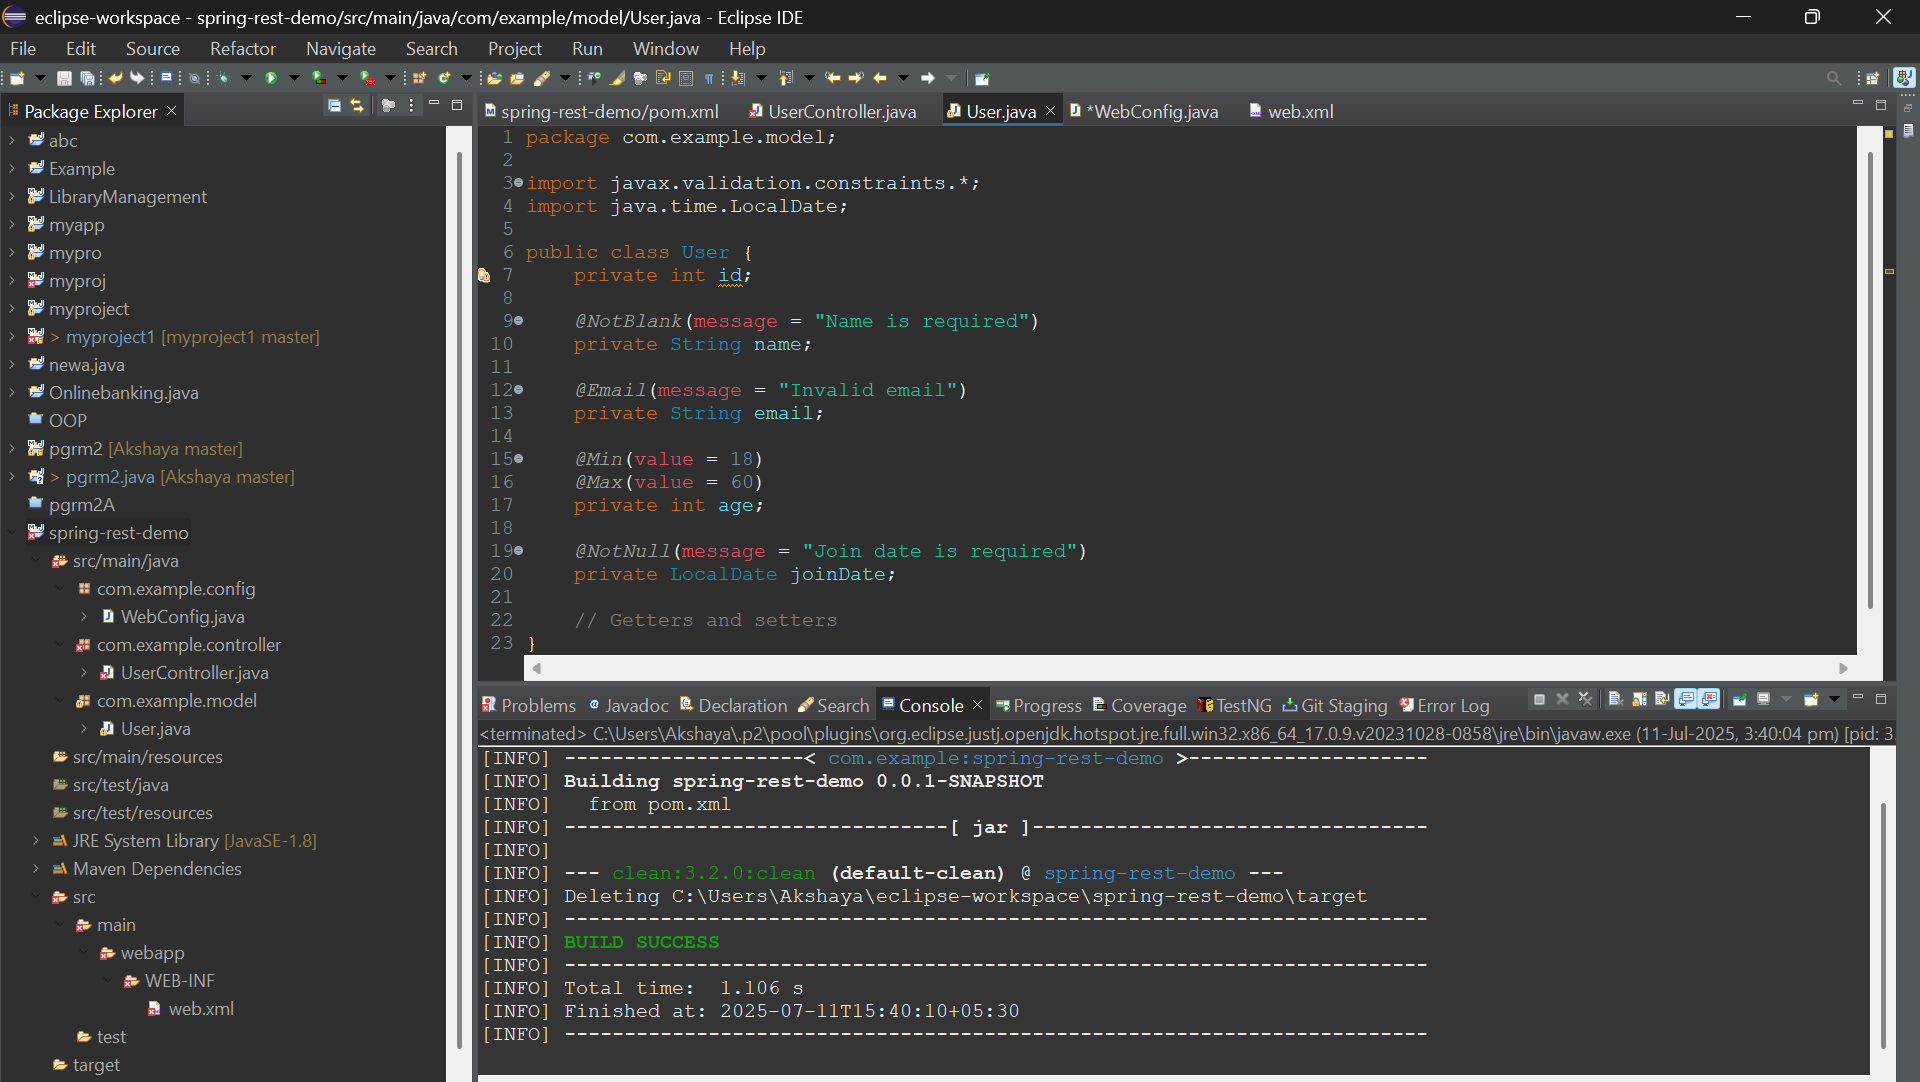 eclipse-workspace - spring-rest-demo/src/main/java/com/example/model/User.java - Eclipse IDE
File Edit Source Refactor Navigate Search Project Run Window Help
Package Explorer
abc
Example
LibraryManagement
myapp
mypro
myproj
myproject
> myproject1 [myproject1 master]
newa.java
Onlinebanking.java
OOP
pgrm2 [Akshaya master]
> pgrm2.java [Akshaya master]
pgrm2A
spring-rest-demo
src/main/java
com.example.config
WebConfig.java
com.example.controller
UserController.java
com.example.model
User.java
src/main/resources
src/test/java
src/test/resources
JRE System Library [JavaSE-1.8]
Maven Dependencies
src
main
webapp
WEB-INF
web.xml
test
target
spring-rest-demo/pom.xml UserController.java User.java *WebConfig.java web.xml
1 package com.example.model;
2
3 import javax.validation.constraints.*;
4 import java.time.LocalDate;
5
6 public class User {
7     private int id;
8
9     @NotBlank(message = "Name is required")
10     private String name;
11
12     @Email(message = "Invalid email")
13     private String email;
14
15     @Min(value = 18)
16     @Max(value = 60)
17     private int age;
18
19     @NotNull(message = "Join date is required")
20     private LocalDate joinDate;
21
22     // Getters and setters
23 }
Problems Javadoc Declaration Search Console Progress Coverage TestNG Git Staging Error Log
<terminated> C:\Users\Akshaya\.p2\pool\plugins\org.eclipse.justj.openjdk.hotspot.jre.full.win32.x86_64_17.0.9.v20231028-0858\jre\bin\javaw.exe (11-Jul-2025, 3:40:04 pm) [pid: 3
[INFO] --------------------< com.example:spring-rest-demo >--------------------
[INFO] Building spring-rest-demo 0.0.1-SNAPSHOT
[INFO]   from pom.xml
[INFO] --------------------------------[ jar ]---------------------------------
[INFO]
[INFO] --- clean:3.2.0:clean (default-clean) @ spring-rest-demo ---
[INFO] Deleting C:\Users\Akshaya\eclipse-workspace\spring-rest-demo\target
[INFO] ------------------------------------------------------------------------
[INFO] BUILD SUCCESS
[INFO] ------------------------------------------------------------------------
[INFO] Total time:  1.106 s
[INFO] Finished at: 2025-07-11T15:40:10+05:30
[INFO] ------------------------------------------------------------------------